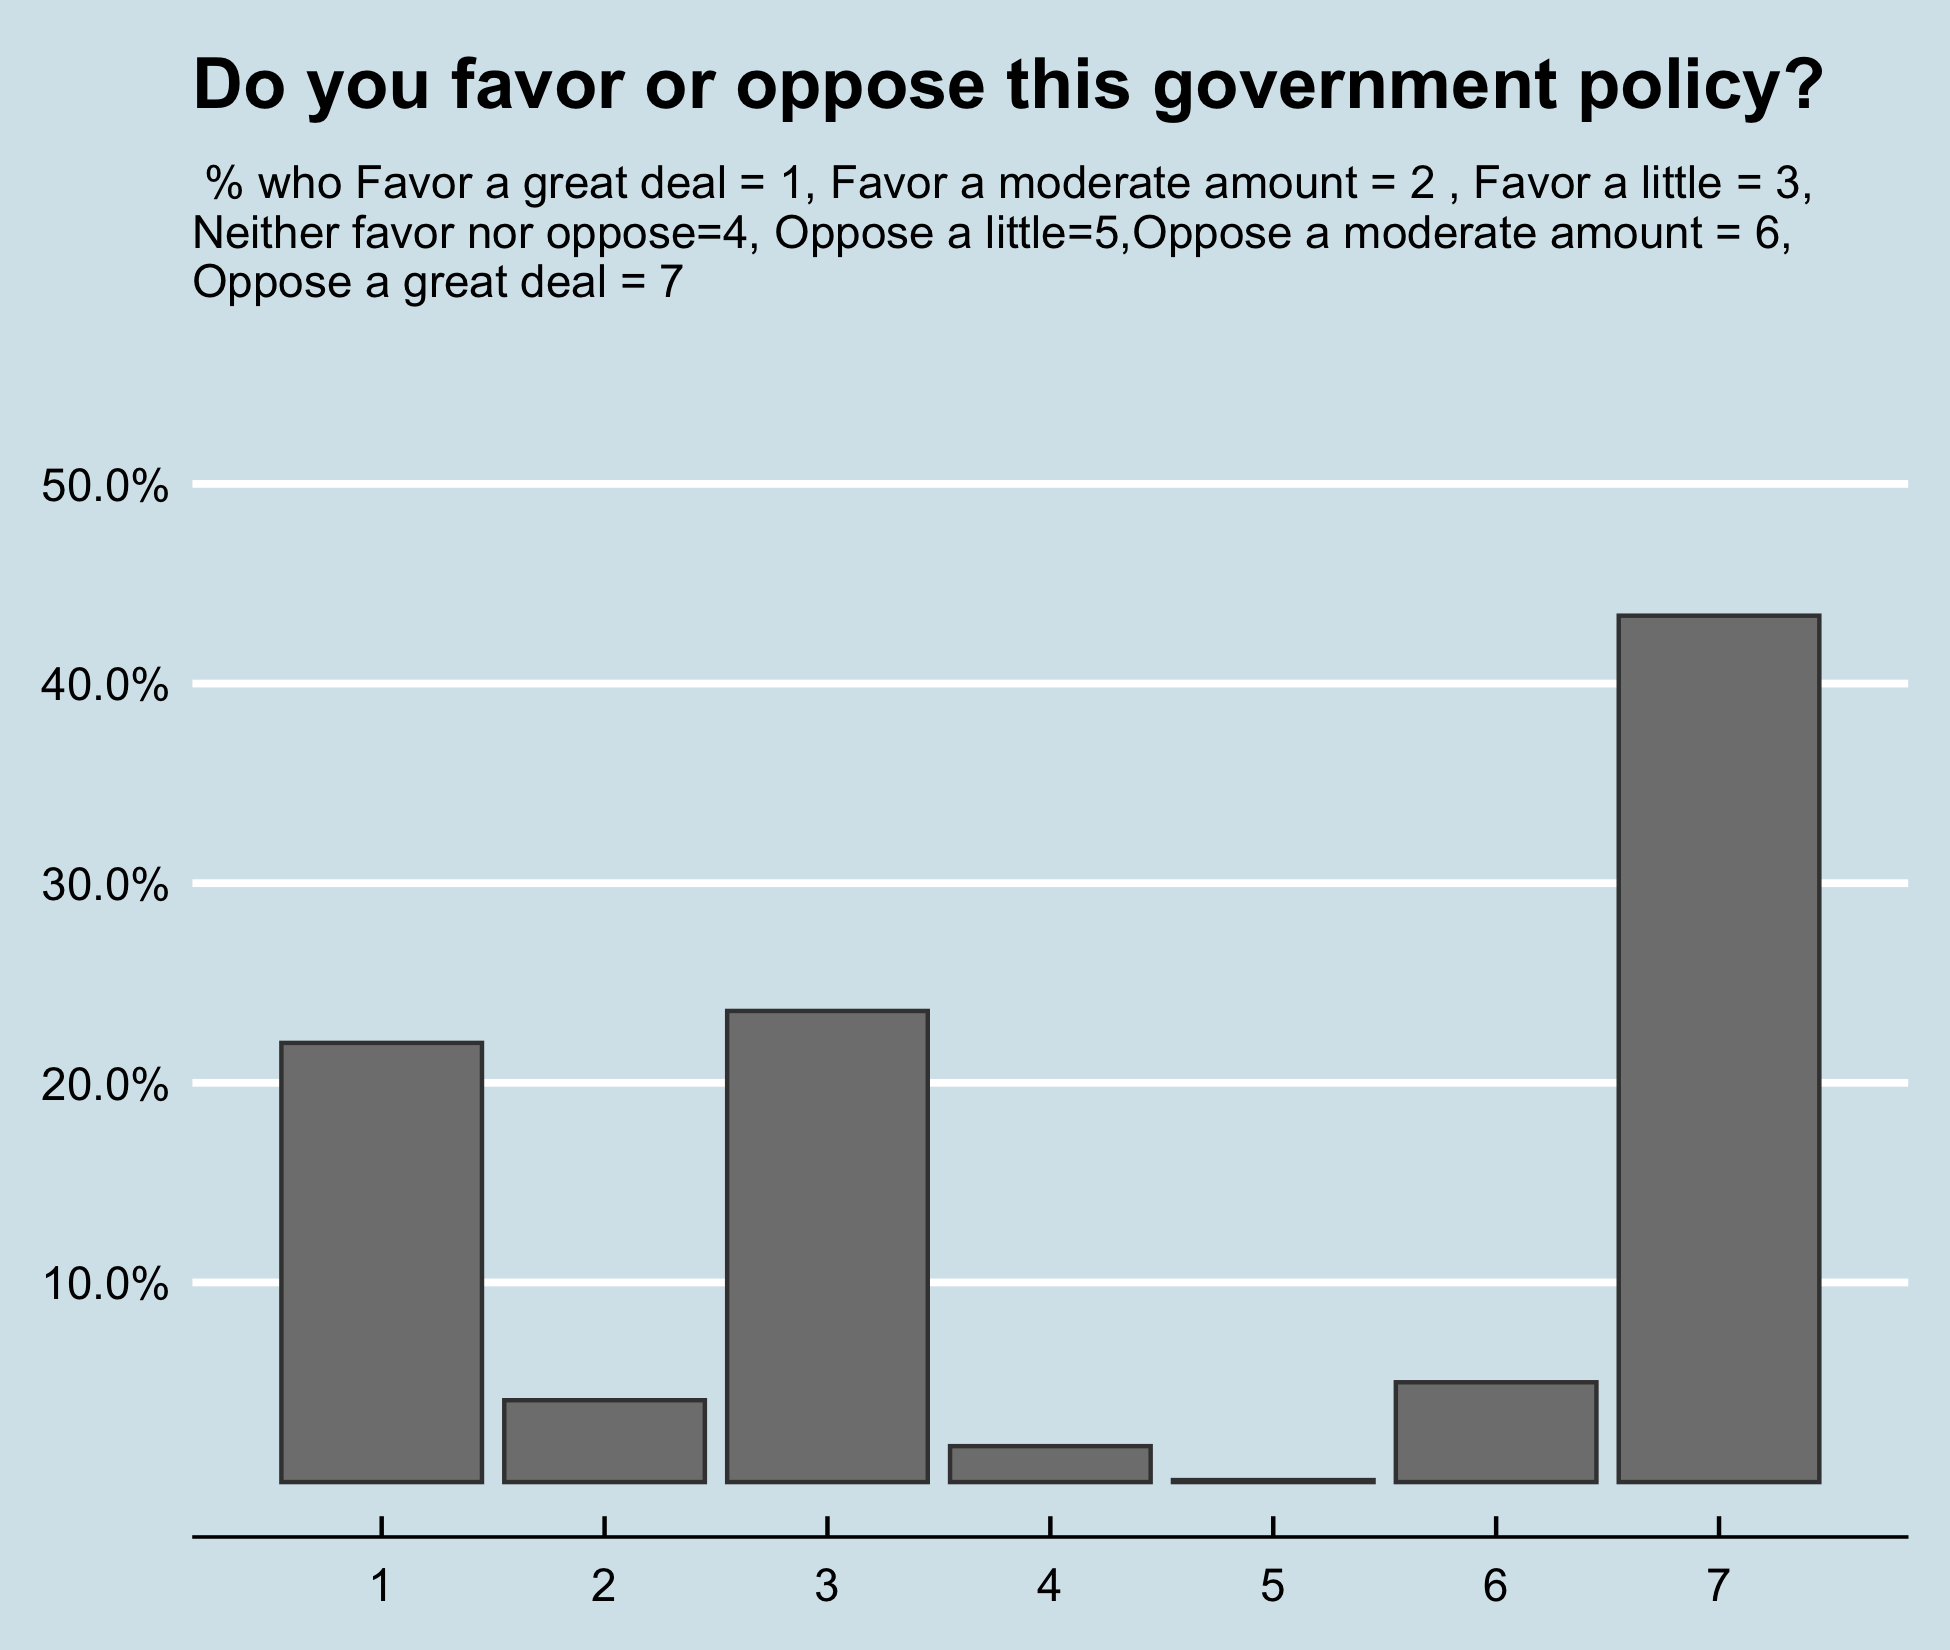 Do you favor or oppose this government policy?
% who Favor a great deal = 1, Favor a moderate amount = 2 , Favor a little = 3,
Neither favor nor oppose=4, Oppose a little=5,Oppose a moderate amount = 6,
Oppose a great deal = 7
50.0%
40.0%
30.0%
20.0%
10.0%
1 2 3 4 5 6 7